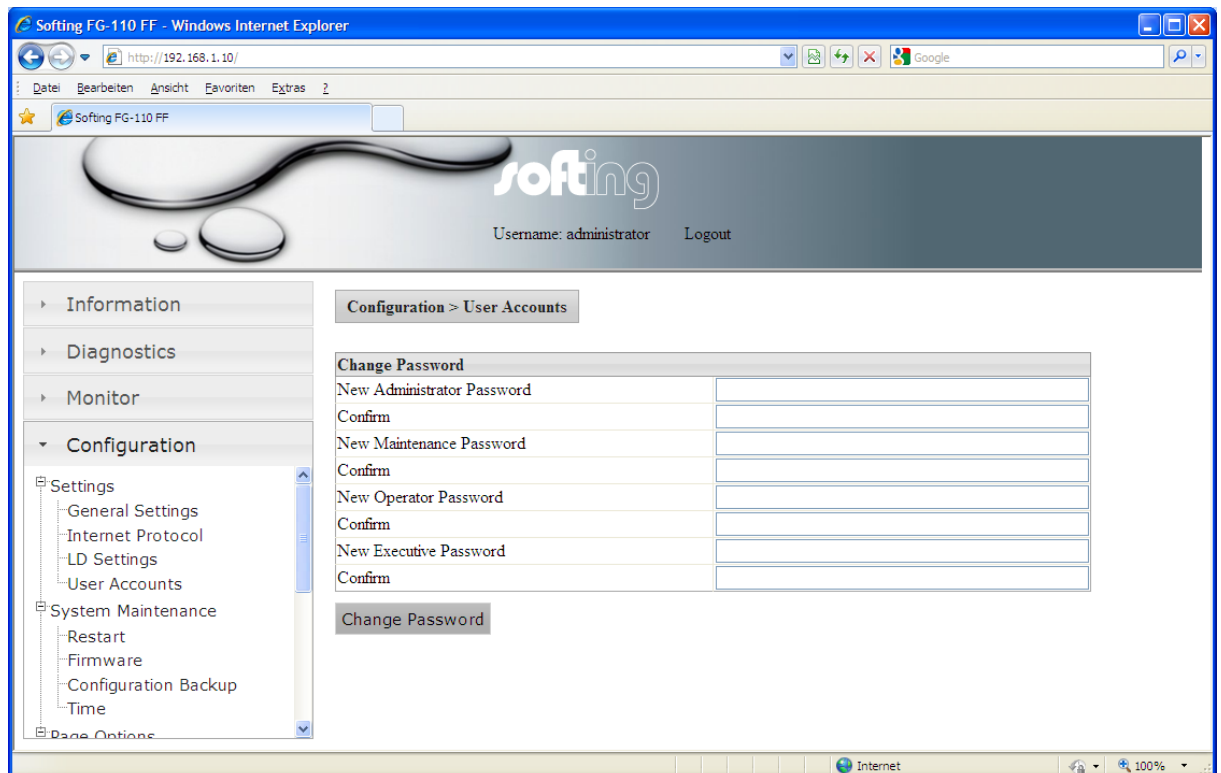 Softing FG-110 FF - Windows Internet Explorer
http://192.168.1.10/
Google
Datei Bearbeiten Ansicht Favoriten Extras ?
Softing FG-110 FF
softing
Username: administrator Logout
Information
Diagnostics
Monitor
Configuration
Settings
General Settings
Internet Protocol
LD Settings
User Accounts
System Maintenance
Restart
Firmware
Configuration Backup
Time
Page Options
Configuration > User Accounts
Change Password
New Administrator Password
Confirm
New Maintenance Password
Confirm
New Operator Password
Confirm
New Executive Password
Confirm
Change Password
Internet
100%